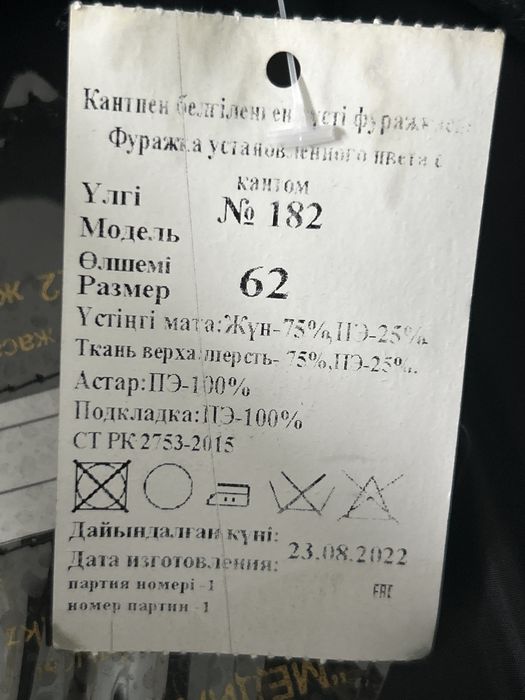 Кантпен белгіленген түсті фуражкасы
Фуражка установленного цвета с
кантом
Үлгі
Модель
№ 182
Өлшемі
Размер
62
Үстіңгі мата:Жүн-75%,ПЭ-25%.
Ткань верха:шерсть- 75%,ПЭ-25%.
Астар:ПЭ-100%
Подкладка:ПЭ-100%
СТ РК 2753-2015
Дайындалған күні:
Дата изготовления:
23.08.2022
партия номері -1
номер партии -1
ЕАС